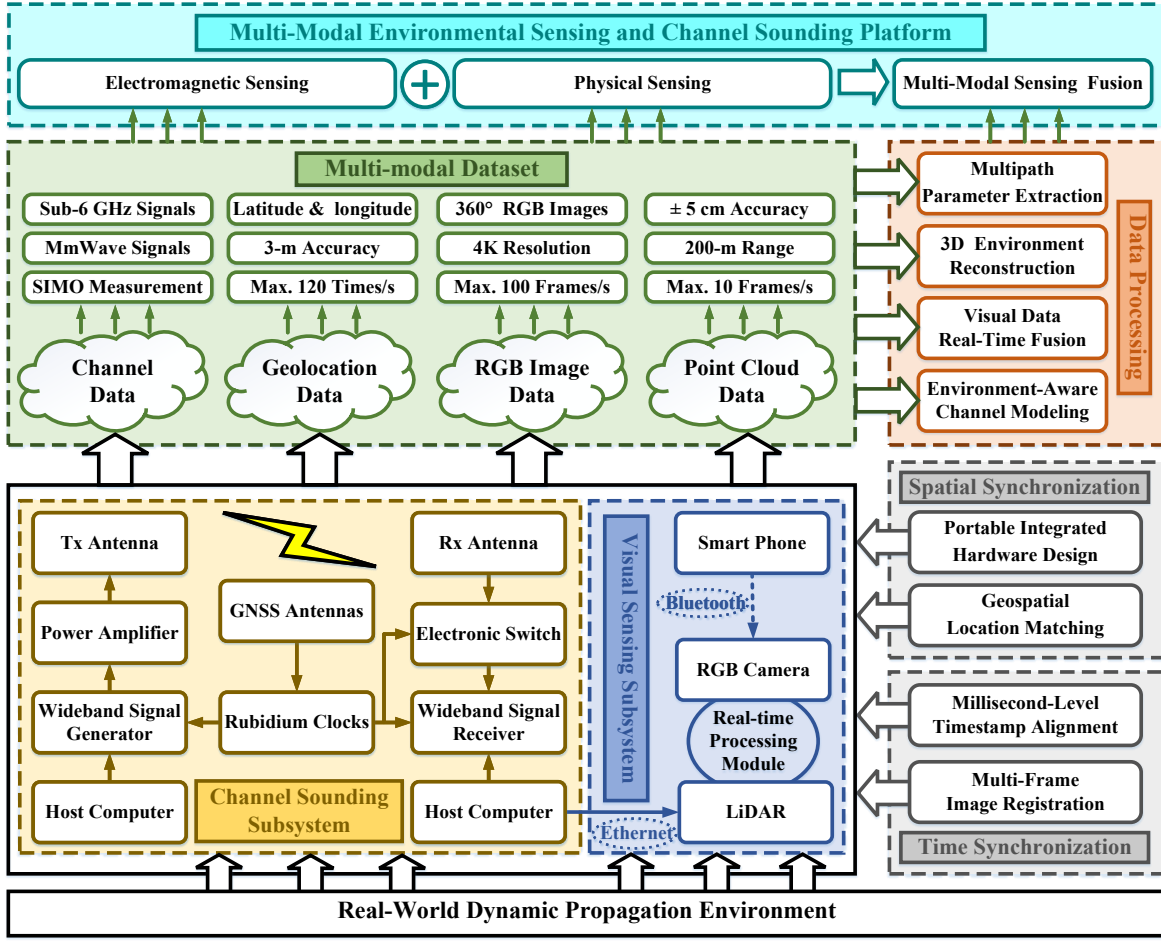 Multi-Modal Environmental Sensing and Channel Sounding Platform
Electromagnetic Sensing
Physical Sensing
Multi-Modal Sensing Fusion
Multi-modal Dataset
Sub-6 GHz Signals
Latitude & longitude
360° RGB Images
± 5 cm Accuracy
MmWave Signals
3-m Accuracy
4K Resolution
200-m Range
SIMO Measurement
Max. 120 Times/s
Max. 100 Frames/s
Max. 10 Frames/s
Channel
Data
Geolocation
Data
RGB Image
Data
Point Cloud
Data
Multipath
Parameter Extraction
3D Environment
Reconstruction
Visual Data
Real-Time Fusion
Environment-Aware
Channel Modeling
Data Processing
Tx Antenna
Rx Antenna
GNSS Antennas
Power Amplifier
Electronic Switch
Wideband Signal
Generator
Rubidium Clocks
Wideband Signal
Receiver
Host Computer
Channel Sounding
Subsystem
Host Computer
Visual Sensing Subsystem
Smart Phone
Bluetooth
RGB Camera
Real-time
Processing
Module
LiDAR
Ethernet
Spatial Synchronization
Portable Integrated
Hardware Design
Geospatial
Location Matching
Millisecond-Level
Timestamp Alignment
Multi-Frame
Image Registration
Time Synchronization
Real-World Dynamic Propagation Environment